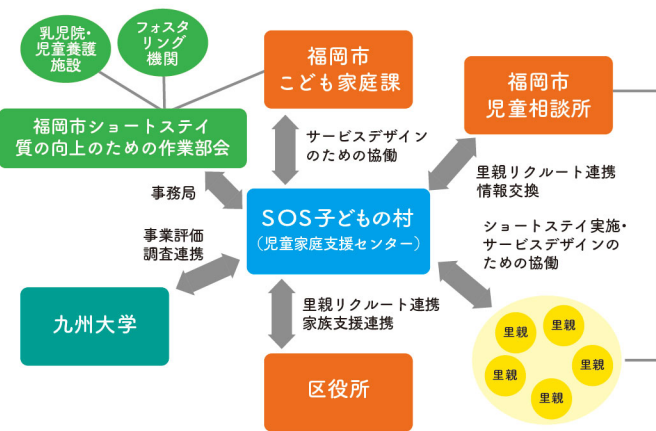 乳児院・
児童養護
施設
フォスタ
リング
機関
福岡市
こども家庭課
福岡市
児童相談所
福岡市ショートステイ
質の向上のための作業部会
サービスデザイン
のための協働
里親リクルート連携
情報交換
事務局
SOS子どもの村
（児童家庭支援センター）
ショートステイ実施・
サービスデザインの
ための協働
事業評価
調査連携
九州大学
里親リクルート連携
家族支援連携
区役所
里親
里親
里親
里親
里親